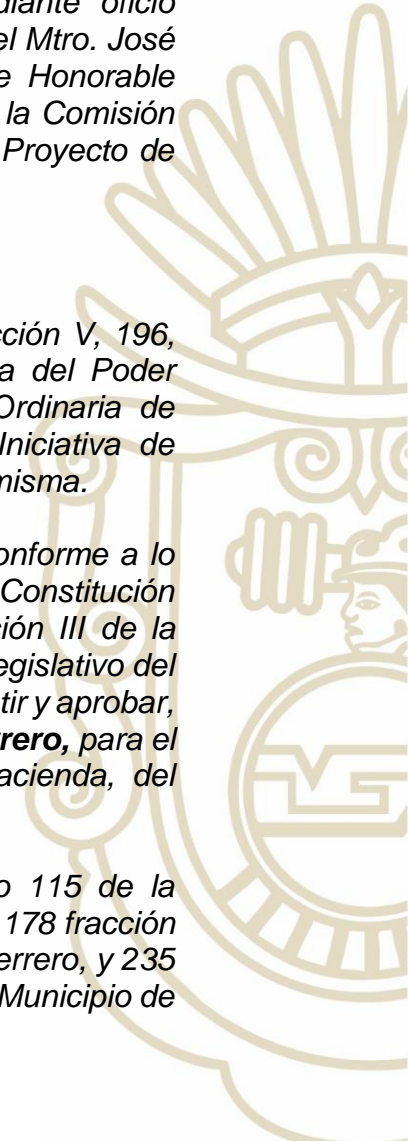 diante oficio
el Mtro. José
e Honorable
la Comisión
Proyecto de
cción V, 196,
a del Poder
Ordinaria de
Iniciativa de
misma.
onforme a lo
Constitución
ción III de la
egislativo del
tir y aprobar,
rrero, para el
acienda, del
o 115 de la
178 fracción
errero, y 235
Municipio de